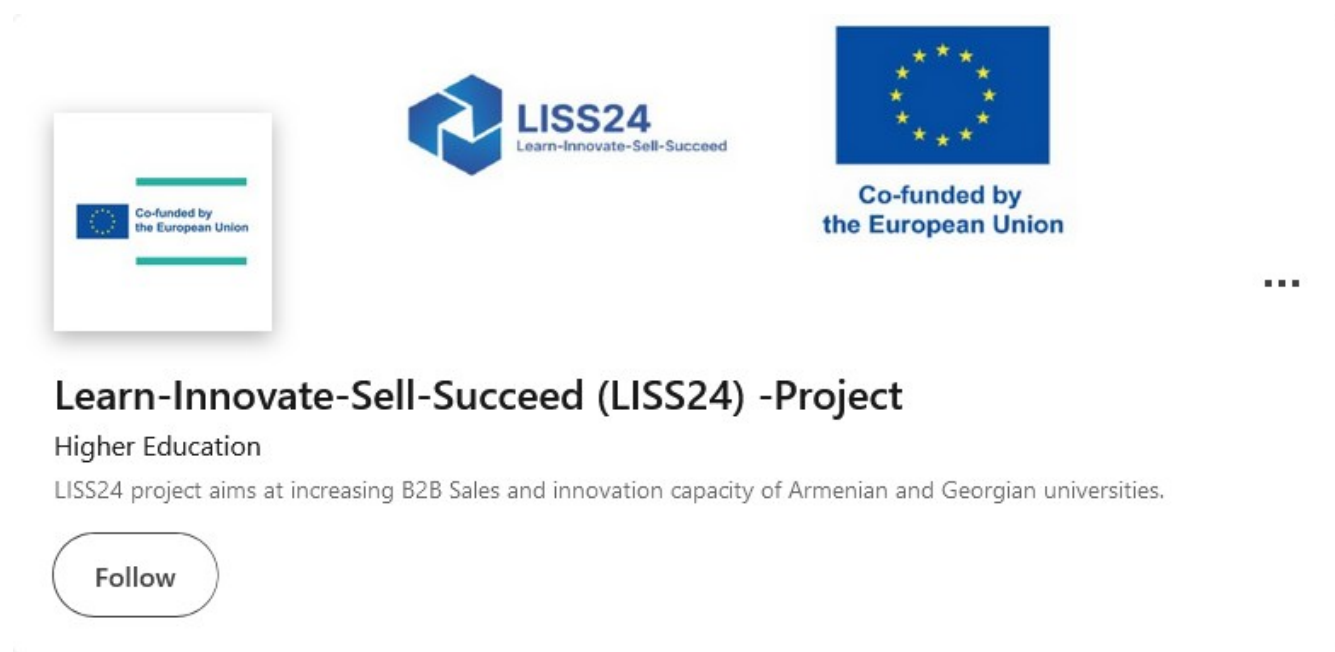 LISS24
Learn-Innovate-Sell-Succeed
Co-funded by
the European Union
Co-funded by
the European Union
...
Learn-Innovate-Sell-Succeed (LISS24) -Project
Higher Education
LISS24 project aims at increasing B2B Sales and innovation capacity of Armenian and Georgian universities.
Follow